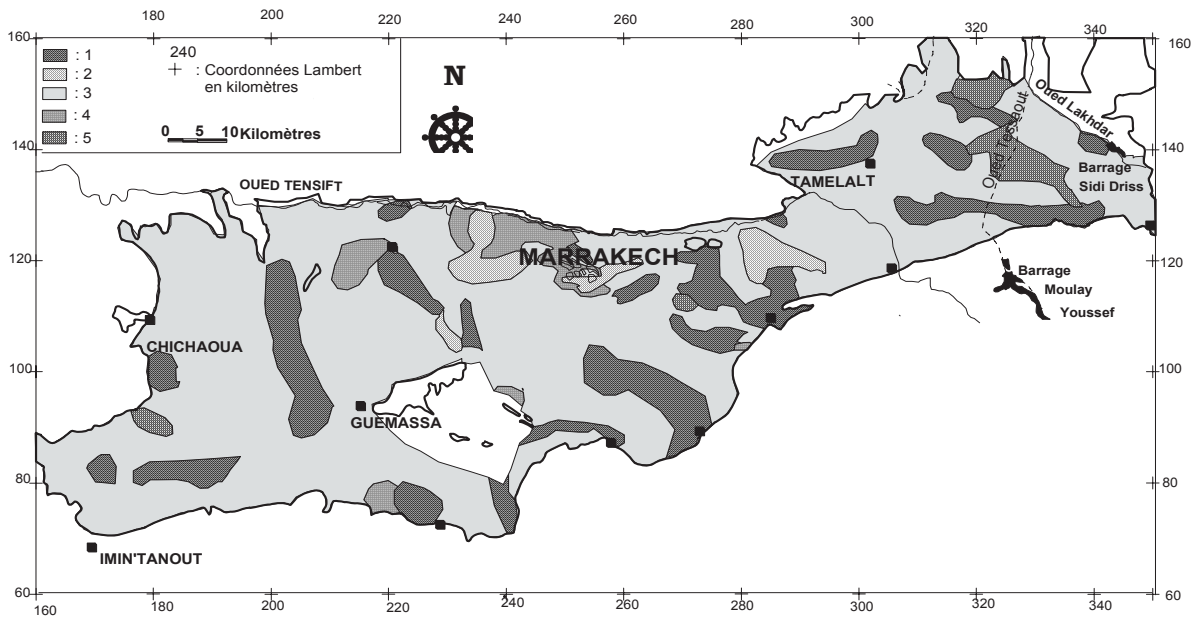 180 200 220 240 260 280 300 320 340
160 160
: 1
: 2
: 3
: 4
: 5
240
+ : Coordonnées Lambert
en kilomètres
0 5 10 Kilomètres
N
Oued Lakhdar
Oued Tessaout
140 140
Barrage
Sidi Driss
TAMELALT
OUED TENSIFT
120 120
MARRAKECH
Barrage
Moulay
Youssef
CHICHAOUA
100 100
GUEMASSA
80 80
IMIN'TANOUT
60 60
160 180 200 220 240 260 280 300 320 340